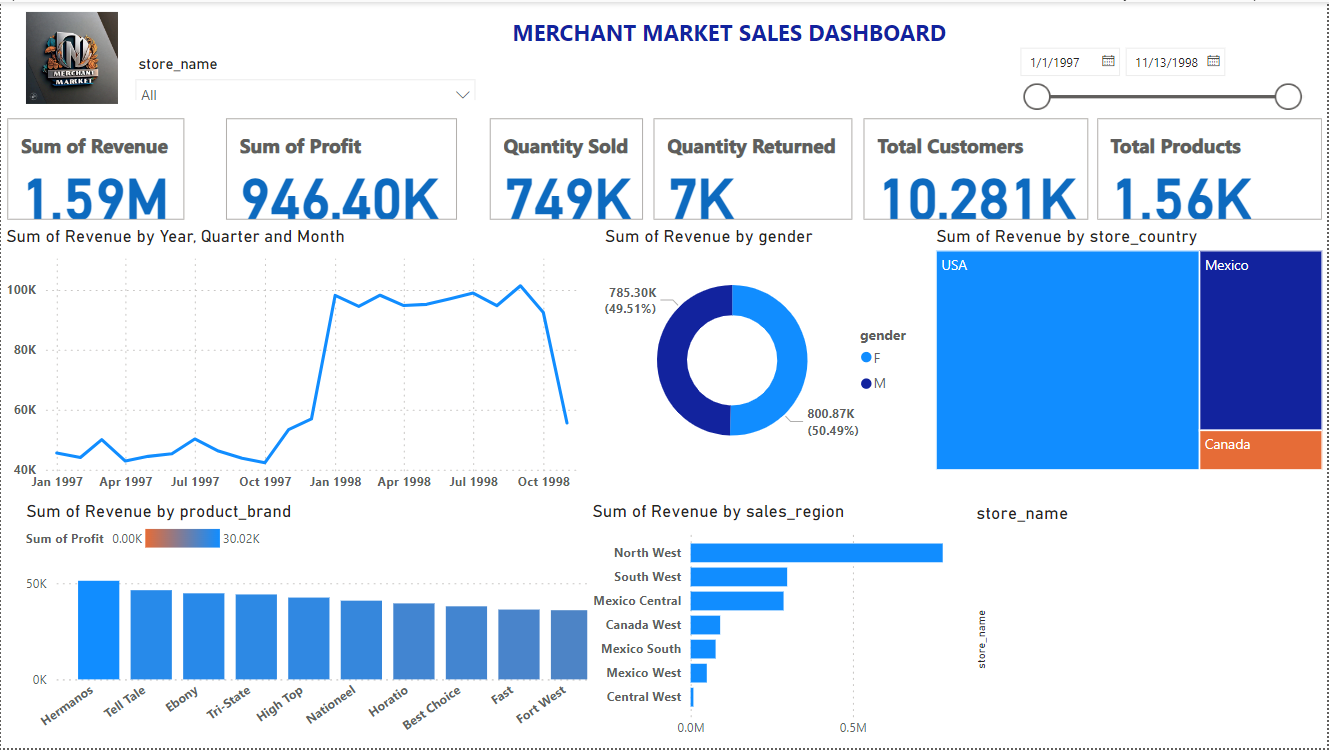 MERCHANT MARKET SALES DASHBOARD
N
MERCHANT
MARKET
store_name
All
1/1/1997
11/13/1998
Sum of Revenue
1.59M
Sum of Profit
946.40K
Quantity Sold
749K
Quantity Returned
7K
Total Customers
10.281K
Total Products
1.56K
Sum of Revenue by Year, Quarter and Month
100K
80K
60K
40K
Jan 1997
Apr 1997
Jul 1997
Oct 1997
Jan 1998
Apr 1998
Jul 1998
Oct 1998
Sum of Revenue by gender
785.30K
(49.51%)
800.87K
(50.49%)
gender
F
M
Sum of Revenue by store_country
USA
Mexico
Canada
Sum of Revenue by product_brand
Sum of Profit 0.00K 30.02K
50K
0K
Hermanos
Tell Tale
Ebony
Tri-State
High Top
Nationeel
Horatio
Best Choice
Fast
Fort West
Sum of Revenue by sales_region
North West
South West
Mexico Central
Canada West
Mexico South
Mexico West
Central West
0.0M
0.5M
store_name
store_name